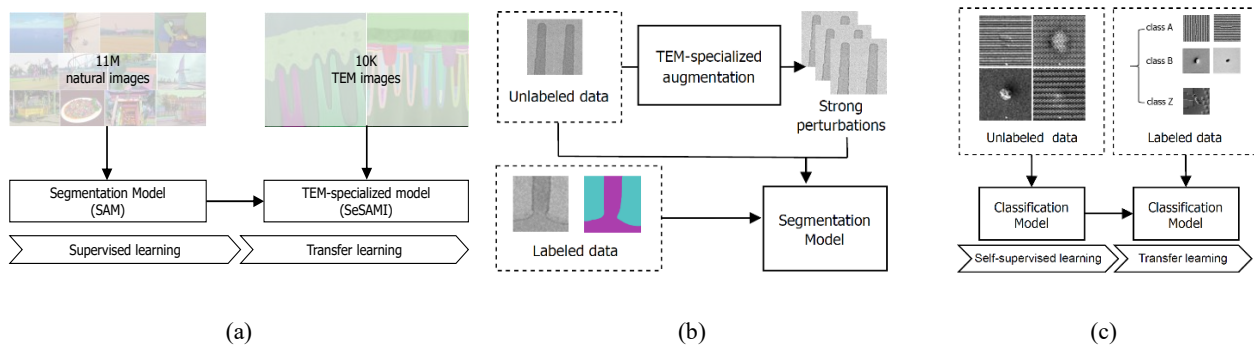 11M
natural images
10K
TEM images
Segmentation Model
(SAM)
TEM-specialized model
(SeSAMI)
Supervised learning
Transfer learning
(a)
Unlabeled data
TEM-specialized
augmentation
Strong
perturbations
Labeled data
Segmentation
Model
(b)
Unlabeled data
class A
class B
class Z
Labeled data
Classification
Model
Classification
Model
Self-supervised learning
Transfer learning
(c)